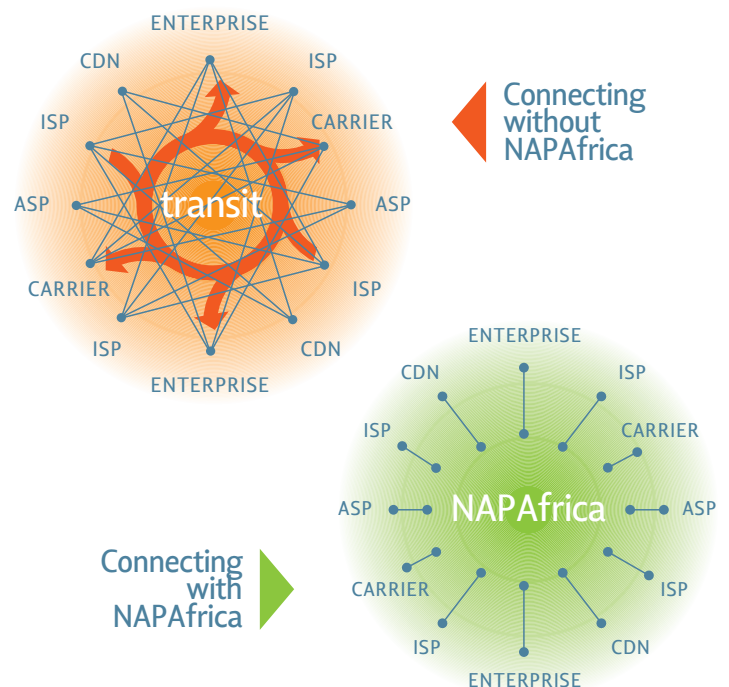 ENTERPRISE
CDN
ISP
ISP
CARRIER
ASP
transit
ASP
CARRIER
ISP
ISP
CDN
ENTERPRISE
Connecting
without
NAPAfrica
ENTERPRISE
CDN
ISP
ISP
CARRIER
ASP
NAPAfrica
ASP
CARRIER
ISP
ISP
CDN
ENTERPRISE
Connecting
with
NAPAfrica